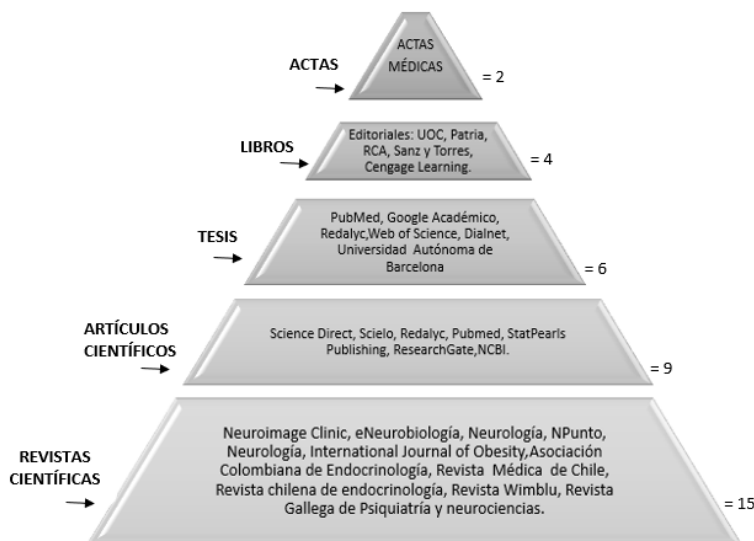 ACTAS
MÉDICAS
ACTAS
= 2
Editoriales: UOC, Patria,
RCA, Sanz y Torres,
Cengage Learning.
LIBROS
= 4
PubMed, Google Académico,
Redalyc,Web of Science, Dialnet,
Universidad Autónoma de
Barcelona
TESIS
= 6
ARTÍCULOS
CIENTÍFICOS
Science Direct, Scielo, Redalyc, Pubmed, StatPearls
Publishing, ResearchGate,NCBI.
= 9
REVISTAS
CIENTÍFICAS
Neuroimage Clinic, eNeurobiología, Neurología, NPunto,
Neurología, International Journal of Obesity,Asociación
Colombiana de Endocrinología, Revista Médica de Chile,
Revista chilena de endocrinología, Revista Wimblu, Revista
Gallega de Psiquiatría y neurociencias.
= 15